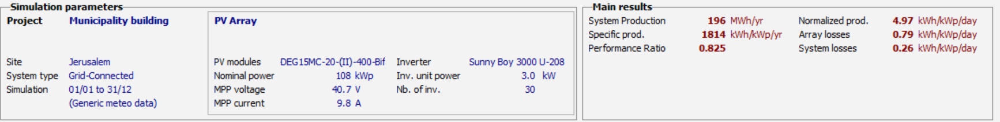 Simulation parameters
Project Municipality building
Site Jerusalem
System type Grid-Connected
Simulation 01/01 to 31/12
(Generic meteo data)
PV Array
PV modules DEG15MC-20-(II)-400-Bif Inverter Sunny Boy 3000 U-208
Nominal power 108 kWp Inv. unit power 3.0 kW
MPP voltage 40.7 V Nb. of inv. 30
MPP current 9.8 A
Main results
System Production 196 MWh/yr Normalized prod. 4.97 kWh/kWp/day
Specific prod. 1814 kWh/kWp/yr Array losses 0.79 kWh/kWp/day
Performance Ratio 0.825 System losses 0.26 kWh/kWp/day